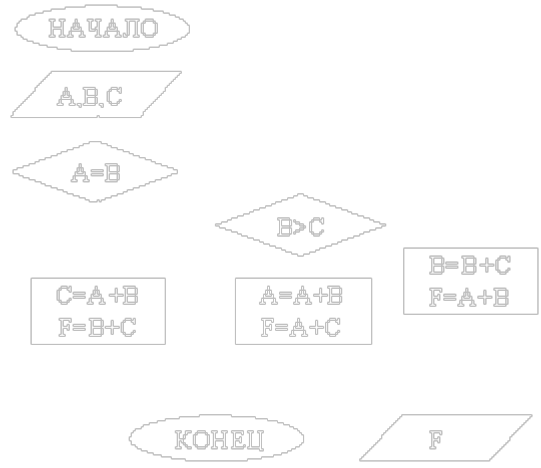 НАЧАЛО
A,B,C
A=B
B>C
B=B+C
F=A+B
C=A+B
F=B+C
A=A+B
F=A+C
КОНЕЦ
F